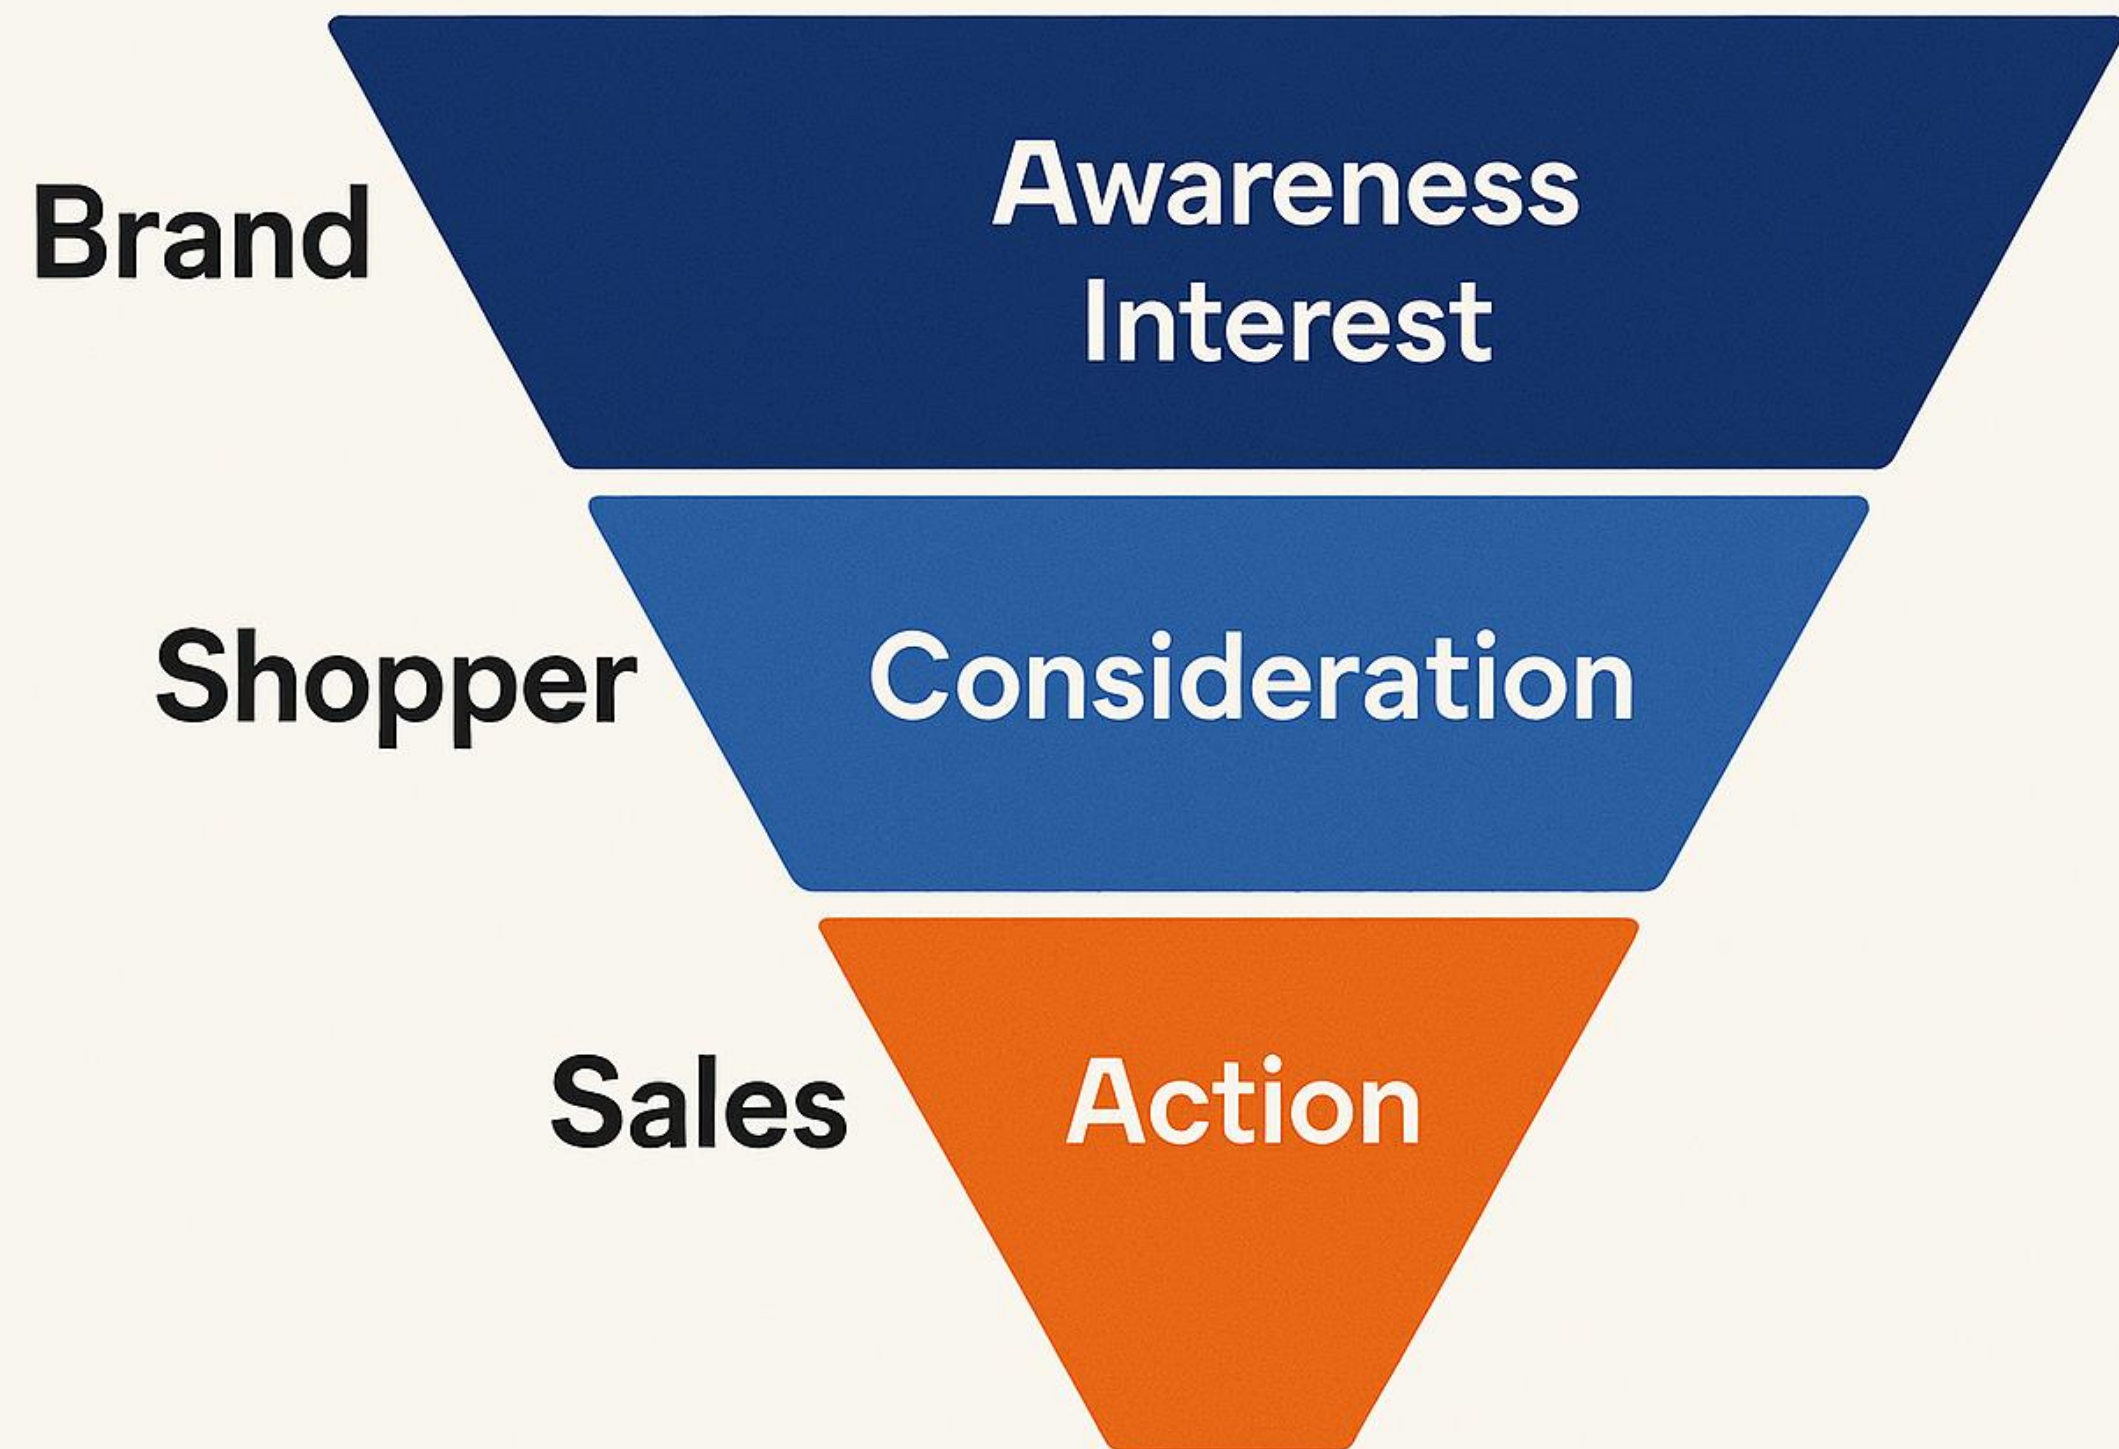 Brand
Awareness
Interest
Shopper
Consideration
Sales
Action